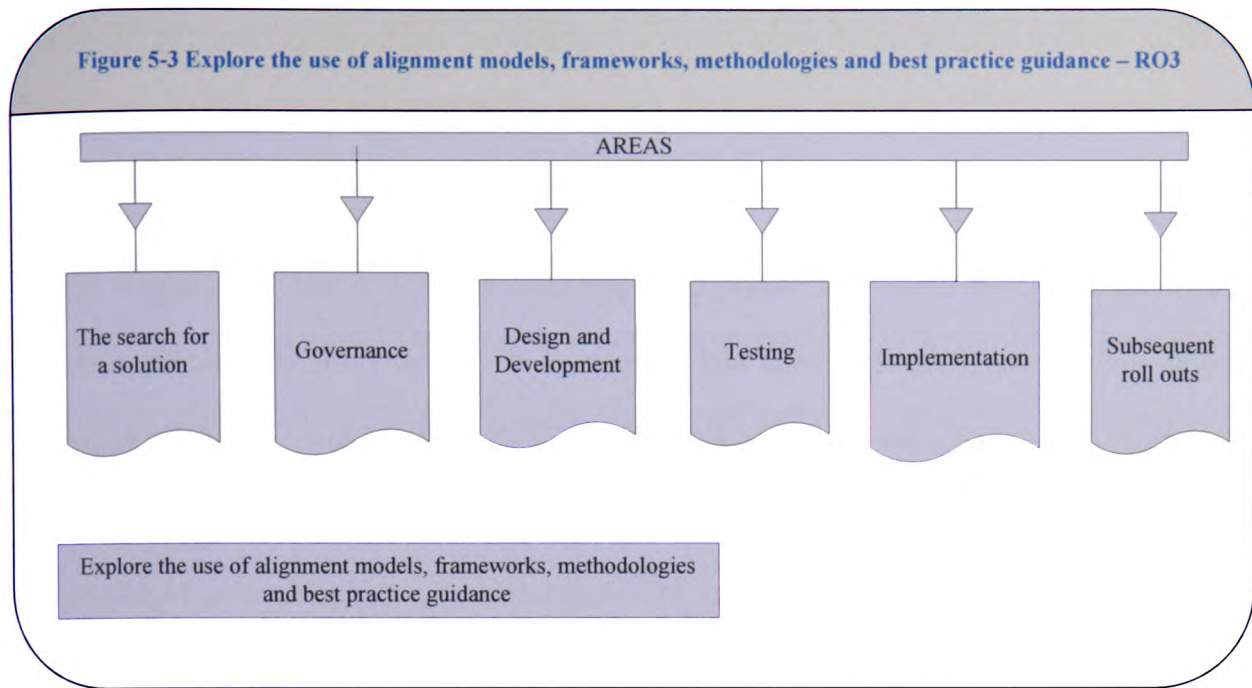 Figure 5-3 Explore the use of alignment models, frameworks, methodologies and best practice guidance – RO3
AREAS
The search for
a solution
Governance
Design and
Development
Testing
Implementation
Subsequent
roll outs
Explore the use of alignment models, frameworks, methodologies
and best practice guidance